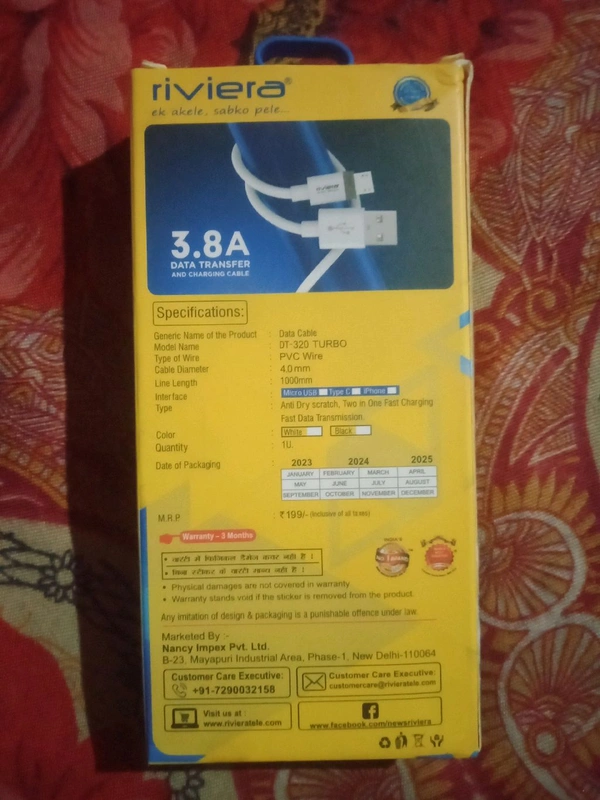 riviera®
ek akele, sabko pele...
riviera
3.8A
DATA TRANSFER
AND CHARGING CABLE
Specifications:
Generic Name of the Product : Data Cable
Model Name : DT-320 TURBO
Type of Wire : PVC Wire
Cable Diameter : 4.0mm
Line Length : 1000mm
Interface : Micro USB Type C iPhone
Type : Anti Dry scratch, Two in One Fast Charging
Fast Data Transmission.
Color : White Black
Quantity : 1U.
Date of Packaging : 2023 2024 2025
JANUARY FEBRUARY MARCH APRIL
MAY JUNE JULY AUGUST
SEPTEMBER OCTOBER NOVEMBER DECEMBER
M.R.P : ₹199/- (Inclusive of all taxes)
Warranty – 3 Months
• वारंटी में फिजिकल डैमेज कवर नहीं है ।
• बिना स्टीकर के वारंटी मान्य नहीं है ।
• Physical damages are not covered in warranty.
• Warranty stands void if the sticker is removed from the product.
Any imitation of design & packaging is a punishable offence under law.
Marketed By :-
Nancy Impex Pvt. Ltd.
B-23, Mayapuri Industrial Area, Phase-1, New Delhi-110064
Customer Care Executive:
+91-7290032158
Customer Care Executive:
customercare@rivieratele.com
Visit us at :
www.rivieratele.com
www.facebook.com/newsriviera